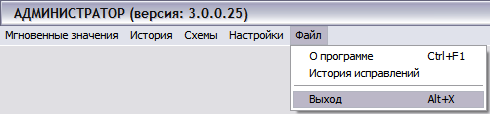 АДМИНИСТРАТОР (версия: 3.0.0.25)
Мгновенные значения История Схемы Настройки Файл
О программе Ctrl+F1
История исправлений
Выход Alt+X